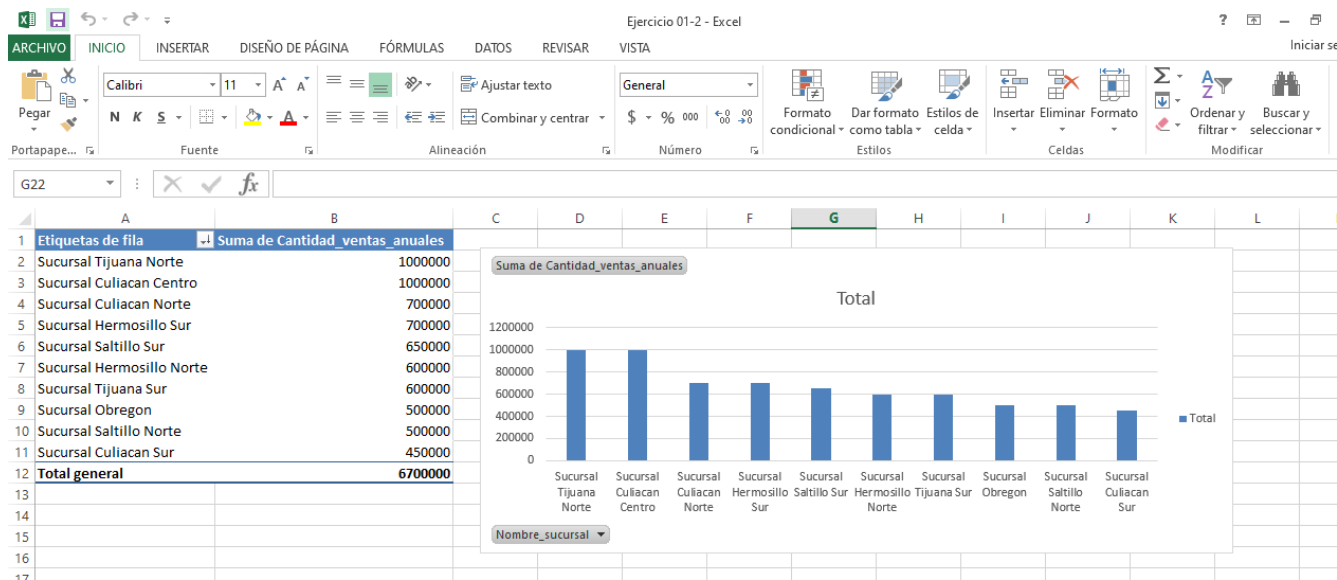 Ejercicio 01-2 - Excel
?
ARCHIVO INICIO INSERTAR DISEÑO DE PÁGINA FÓRMULAS DATOS REVISAR VISTA
Iniciar se
Pegar
Calibri 11
N K S
Ajustar texto
Combinar y centrar
General
$ % 000
Formato condicional
Dar formato como tabla
Estilos de celda
Insertar Eliminar Formato
Ordenar y filtrar
Buscar y seleccionar
Portapape... Fuente Alineación Número Estilos Celdas Modificar
G22
fx
A B C D E F G H I J K L
1 Etiquetas de fila Suma de Cantidad_ventas_anuales
2 Sucursal Tijuana Norte 1000000
3 Sucursal Culiacan Centro 1000000
4 Sucursal Culiacan Norte 700000
5 Sucursal Hermosillo Sur 700000
6 Sucursal Saltillo Sur 650000
7 Sucursal Hermosillo Norte 600000
8 Sucursal Tijuana Sur 600000
9 Sucursal Obregon 500000
10 Sucursal Saltillo Norte 500000
11 Sucursal Culiacan Sur 450000
12 Total general 6700000
13
14
15
16
17
Suma de Cantidad_ventas_anuales
Total
1200000
1000000
800000
600000
400000
200000
0
Sucursal Tijuana Norte
Sucursal Culiacan Centro
Sucursal Culiacan Norte
Sucursal Hermosillo Sur
Sucursal Saltillo Sur
Sucursal Hermosillo Norte
Sucursal Tijuana Sur
Sucursal Obregon
Sucursal Saltillo Norte
Sucursal Culiacan Sur
Total
Nombre_sucursal